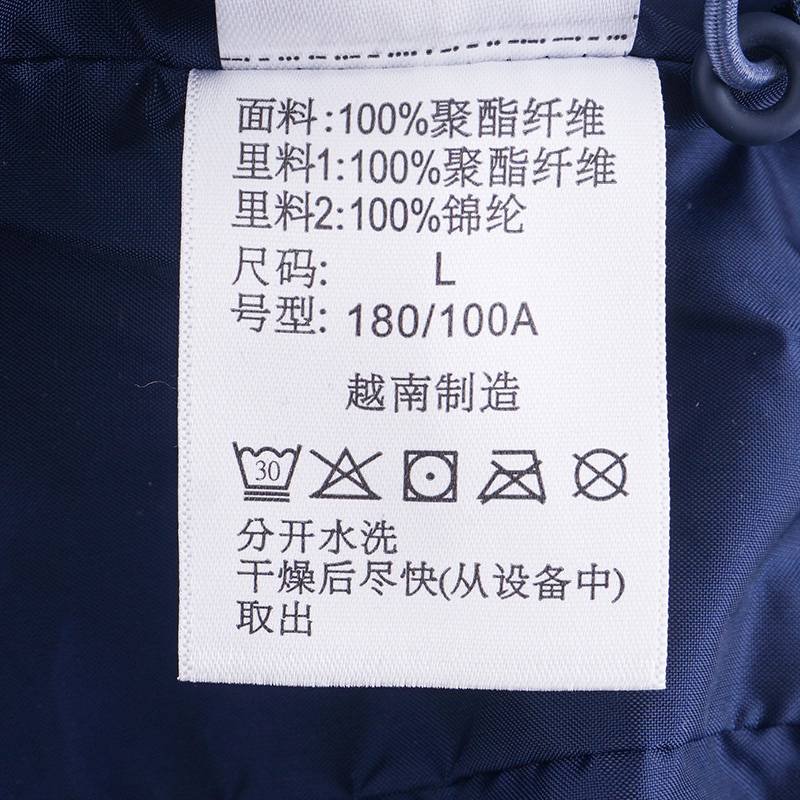 面料:100%聚酯纤维
里料1:100%聚酯纤维
里料2:100%锦纶
尺码: L
号型: 180/100A
越南制造
30
分开水洗
干燥后尽快(从设备中)
取出